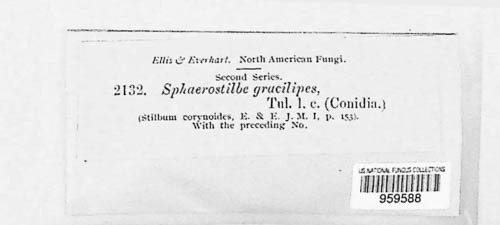 Ellis & Everhart. North American Fungi.
Second Series.
2132. Sphaerostilbe gracilipes,
Tul. l. c. (Conidia.)
(Stilbum corynoides, E. & E. J. M. I, p. 153).
With the preceding No.
US NATIONAL FUNGUS COLLECTIONS
959588